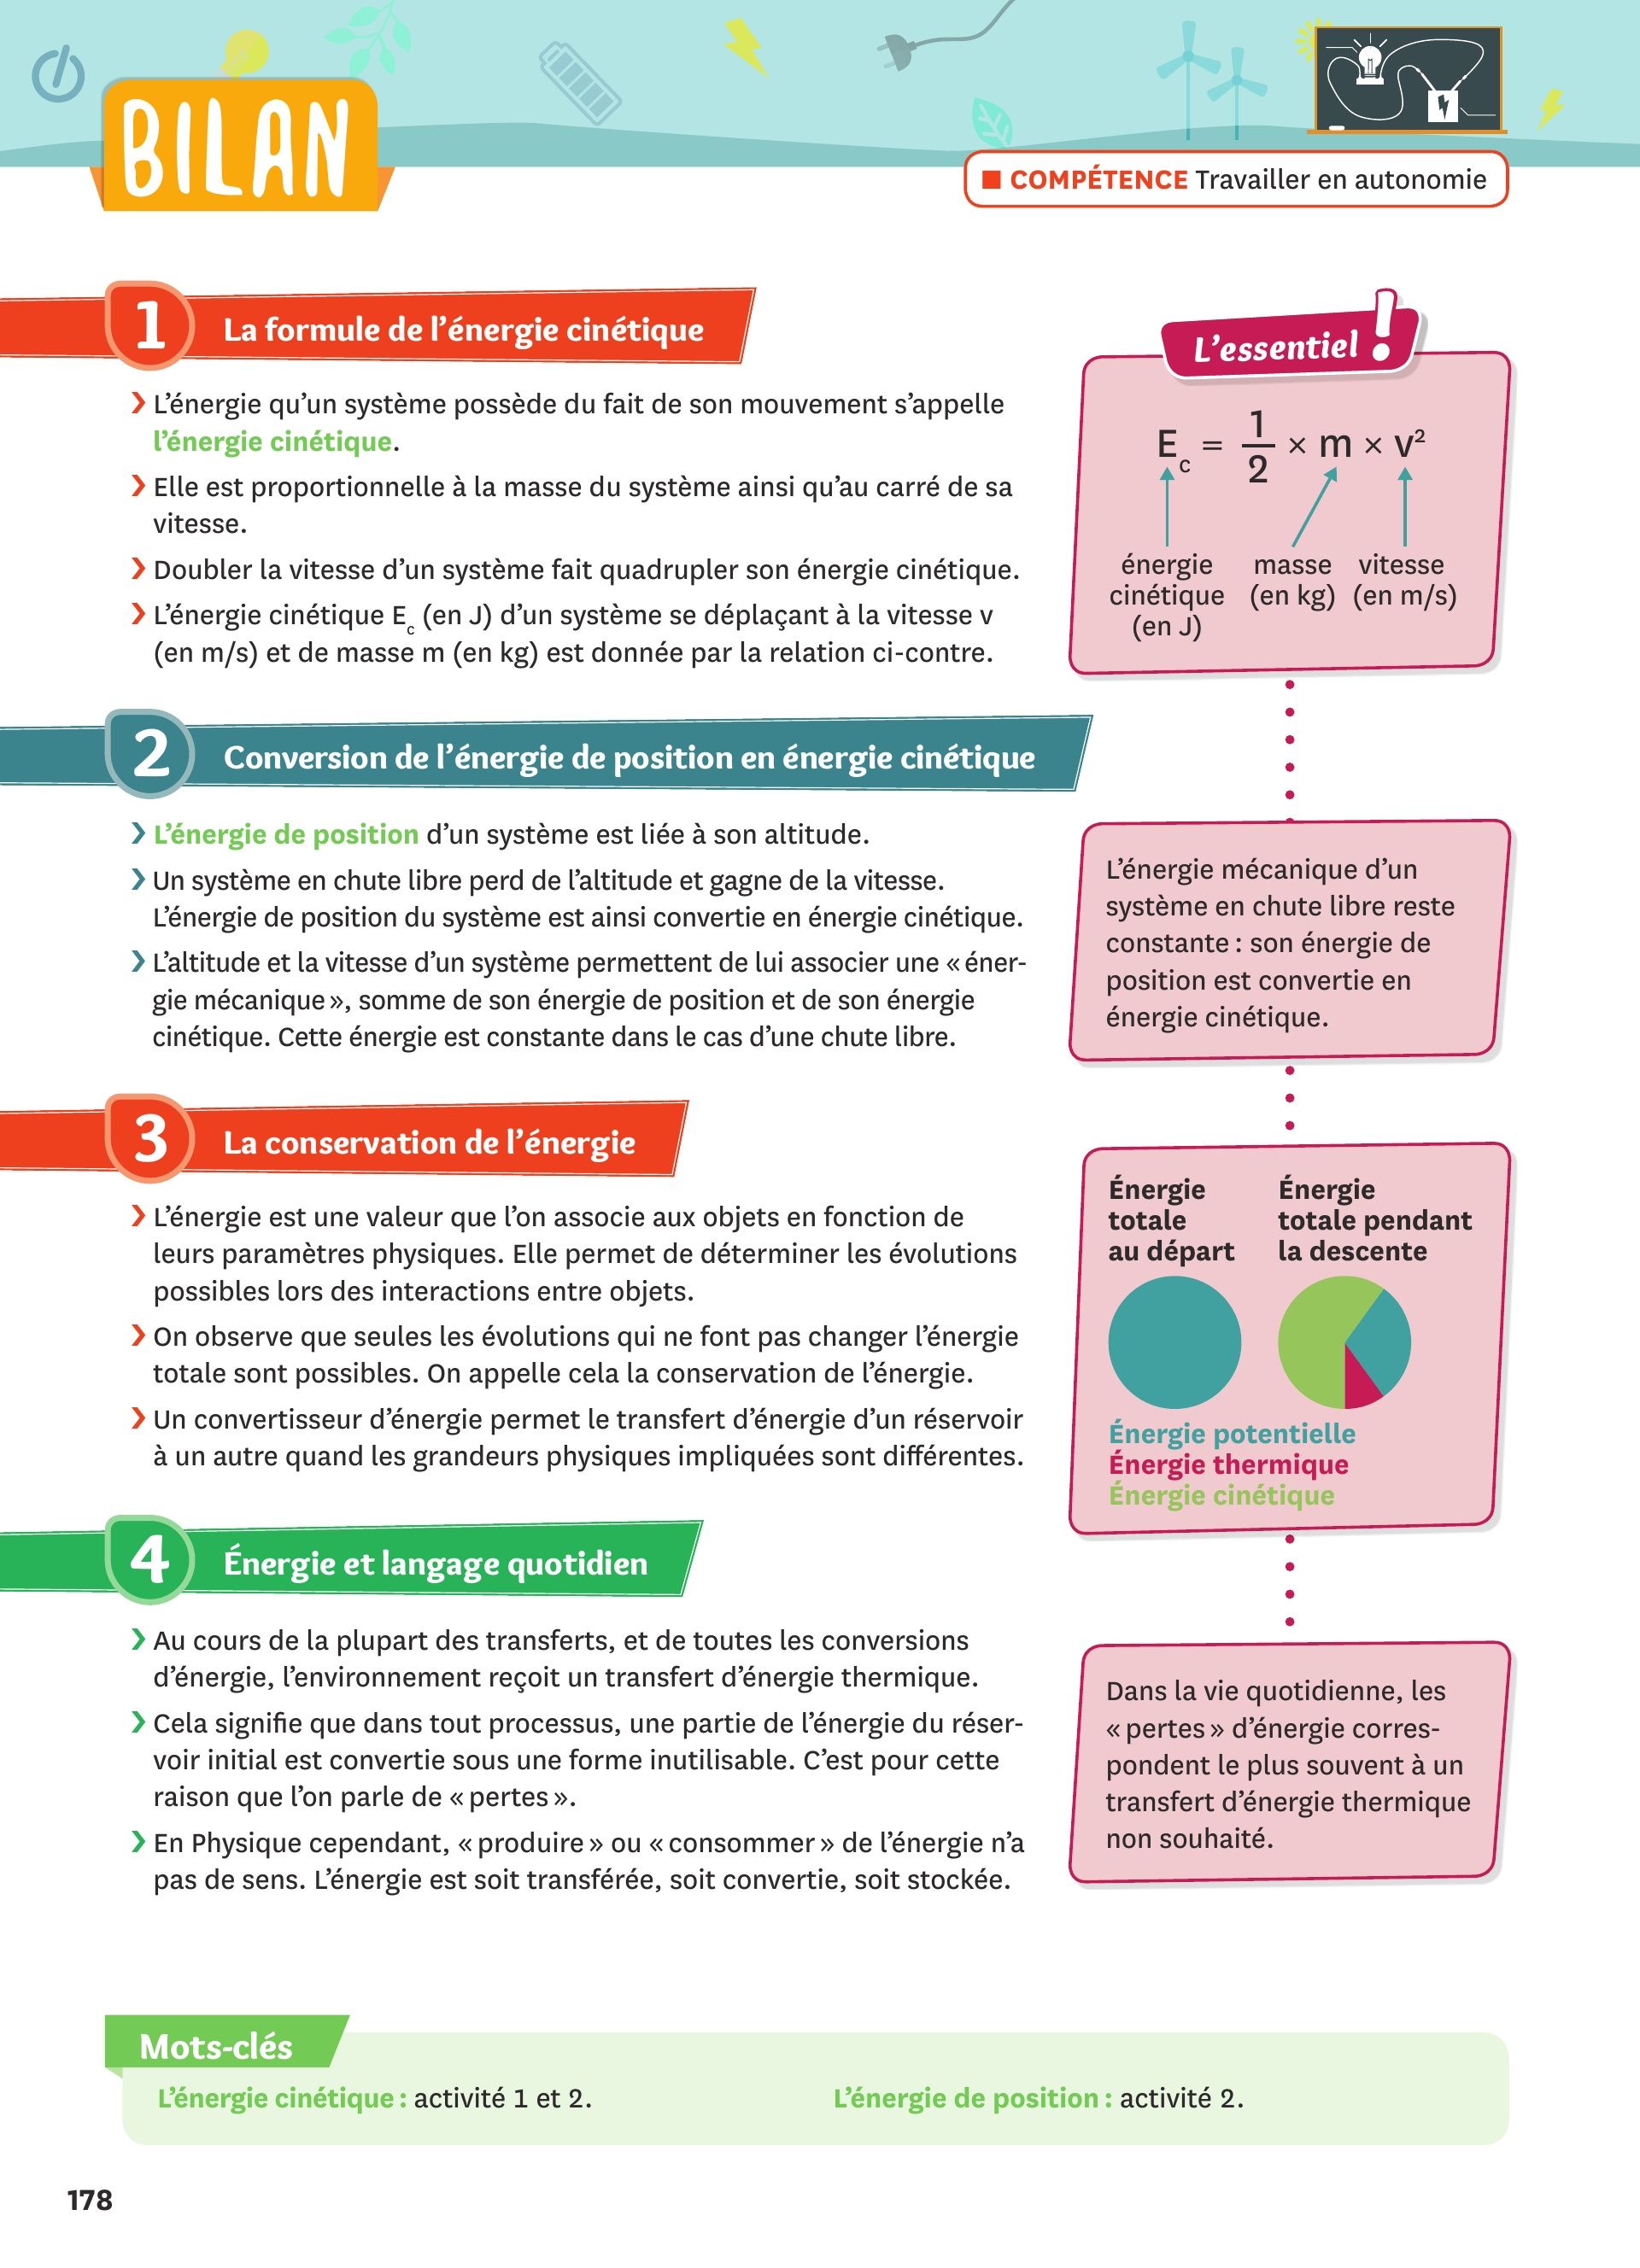 BILAN
■ COMPÉTENCE Travailler en autonomie
1 La formule de l’énergie cinétique
› L’énergie qu’un système possède du fait de son mouvement s’appelle
l’énergie cinétique.
› Elle est proportionnelle à la masse du système ainsi qu’au carré de sa
vitesse.
› Doubler la vitesse d’un système fait quadrupler son énergie cinétique.
› L’énergie cinétique Ec (en J) d’un système se déplaçant à la vitesse v
(en m/s) et de masse m (en kg) est donnée par la relation ci-contre.
L’essentiel !
Ec = 1/2 × m × v²
énergie cinétique (en J)
masse (en kg)
vitesse (en m/s)
2 Conversion de l’énergie de position en énergie cinétique
› L’énergie de position d’un système est liée à son altitude.
› Un système en chute libre perd de l’altitude et gagne de la vitesse.
L’énergie de position du système est ainsi convertie en énergie cinétique.
› L’altitude et la vitesse d’un système permettent de lui associer une « éner-
gie mécanique », somme de son énergie de position et de son énergie
cinétique. Cette énergie est constante dans le cas d’une chute libre.
L’énergie mécanique d’un
système en chute libre reste
constante : son énergie de
position est convertie en
énergie cinétique.
3 La conservation de l’énergie
› L’énergie est une valeur que l’on associe aux objets en fonction de
leurs paramètres physiques. Elle permet de déterminer les évolutions
possibles lors des interactions entre objets.
› On observe que seules les évolutions qui ne font pas changer l’énergie
totale sont possibles. On appelle cela la conservation de l’énergie.
› Un convertisseur d’énergie permet le transfert d’énergie d’un réservoir
à un autre quand les grandeurs physiques impliquées sont différentes.
Énergie
totale
au départ
Énergie
totale pendant
la descente
Énergie potentielle
Énergie thermique
Énergie cinétique
4 Énergie et langage quotidien
› Au cours de la plupart des transferts, et de toutes les conversions
d’énergie, l’environnement reçoit un transfert d’énergie thermique.
› Cela signifie que dans tout processus, une partie de l’énergie du réser-
voir initial est convertie sous une forme inutilisable. C’est pour cette
raison que l’on parle de « pertes ».
› En Physique cependant, « produire » ou « consommer » de l’énergie n’a
pas de sens. L’énergie est soit transférée, soit convertie, soit stockée.
Dans la vie quotidienne, les
« pertes » d’énergie corres-
pondent le plus souvent à un
transfert d’énergie thermique
non souhaité.
Mots-clés
L’énergie cinétique : activité 1 et 2.
L’énergie de position : activité 2.
178